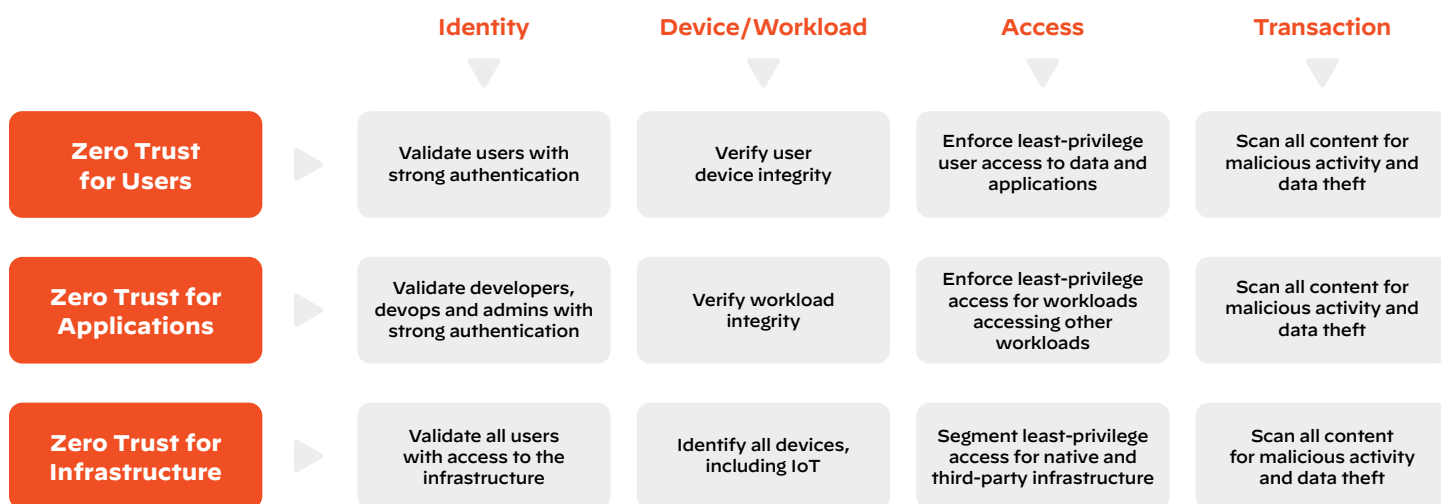 Identity
Device/Workload
Access
Transaction
Zero Trust
for Users
Validate users with
strong authentication
Verify user
device integrity
Enforce least-privilege
user access to data and
applications
Scan all content for
malicious activity and
data theft
Zero Trust for
Applications
Validate developers,
devops and admins with
strong authentication
Verify workload
integrity
Enforce least-privilege
access for workloads
accessing other
workloads
Scan all content for
malicious activity and
data theft
Zero Trust for
Infrastructure
Validate all users
with access to the
infrastructure
Identify all devices,
including IoT
Segment least-privilege
access for native and
third-party infrastructure
Scan all content
for malicious activity
and data theft